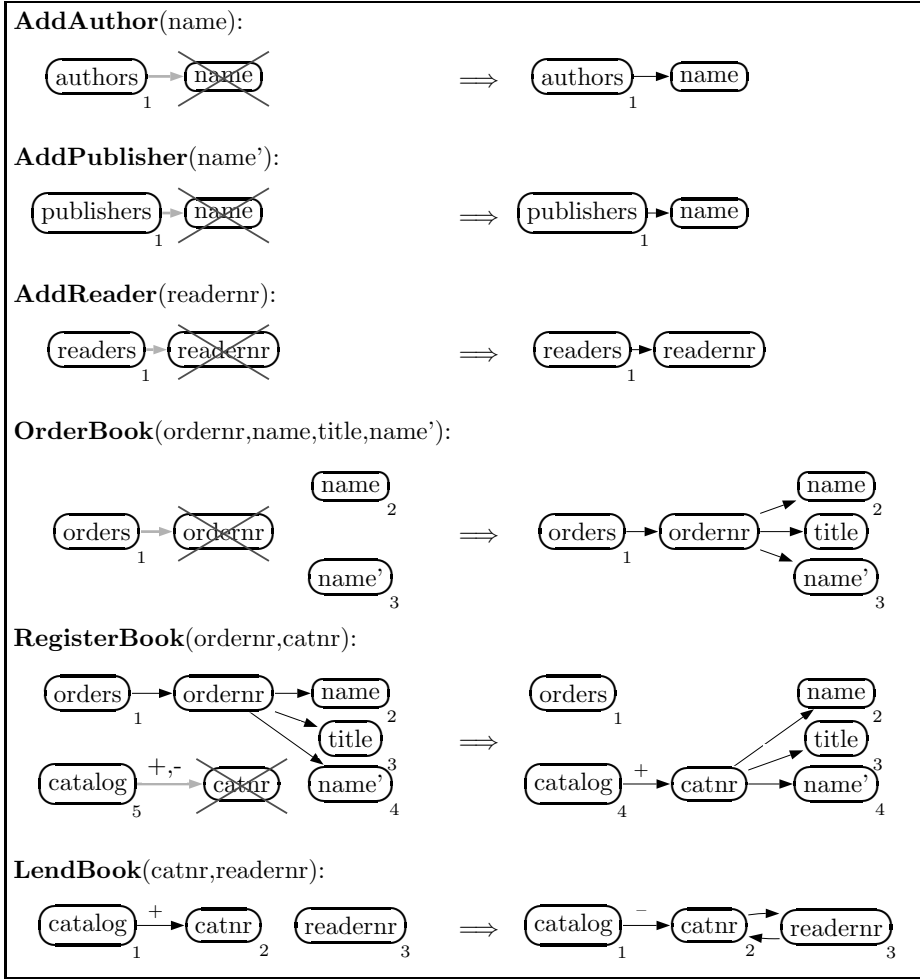 AddAuthor(name):
authors name ⟹ authors name
1 1
AddPublisher(name'):
publishers name ⟹ publishers name
1 1
AddReader(readernr):
readers readernr ⟹ readers readernr
1 1
OrderBook(ordernr,name,title,name'):
name name
2 2
orders ordernr ⟹ orders ordernr title
1 1
name' name'
3 3
RegisterBook(ordernr,catnr):
orders ordernr name orders name
1 2 1 2
title ⟹ title
3 3
+,- +
catalog catnr name' catalog catnr name'
5 4 4 4
LendBook(catnr,readernr):
+ –
catalog catnr readernr ⟹ catalog catnr readernr
1 2 3 1 2 3